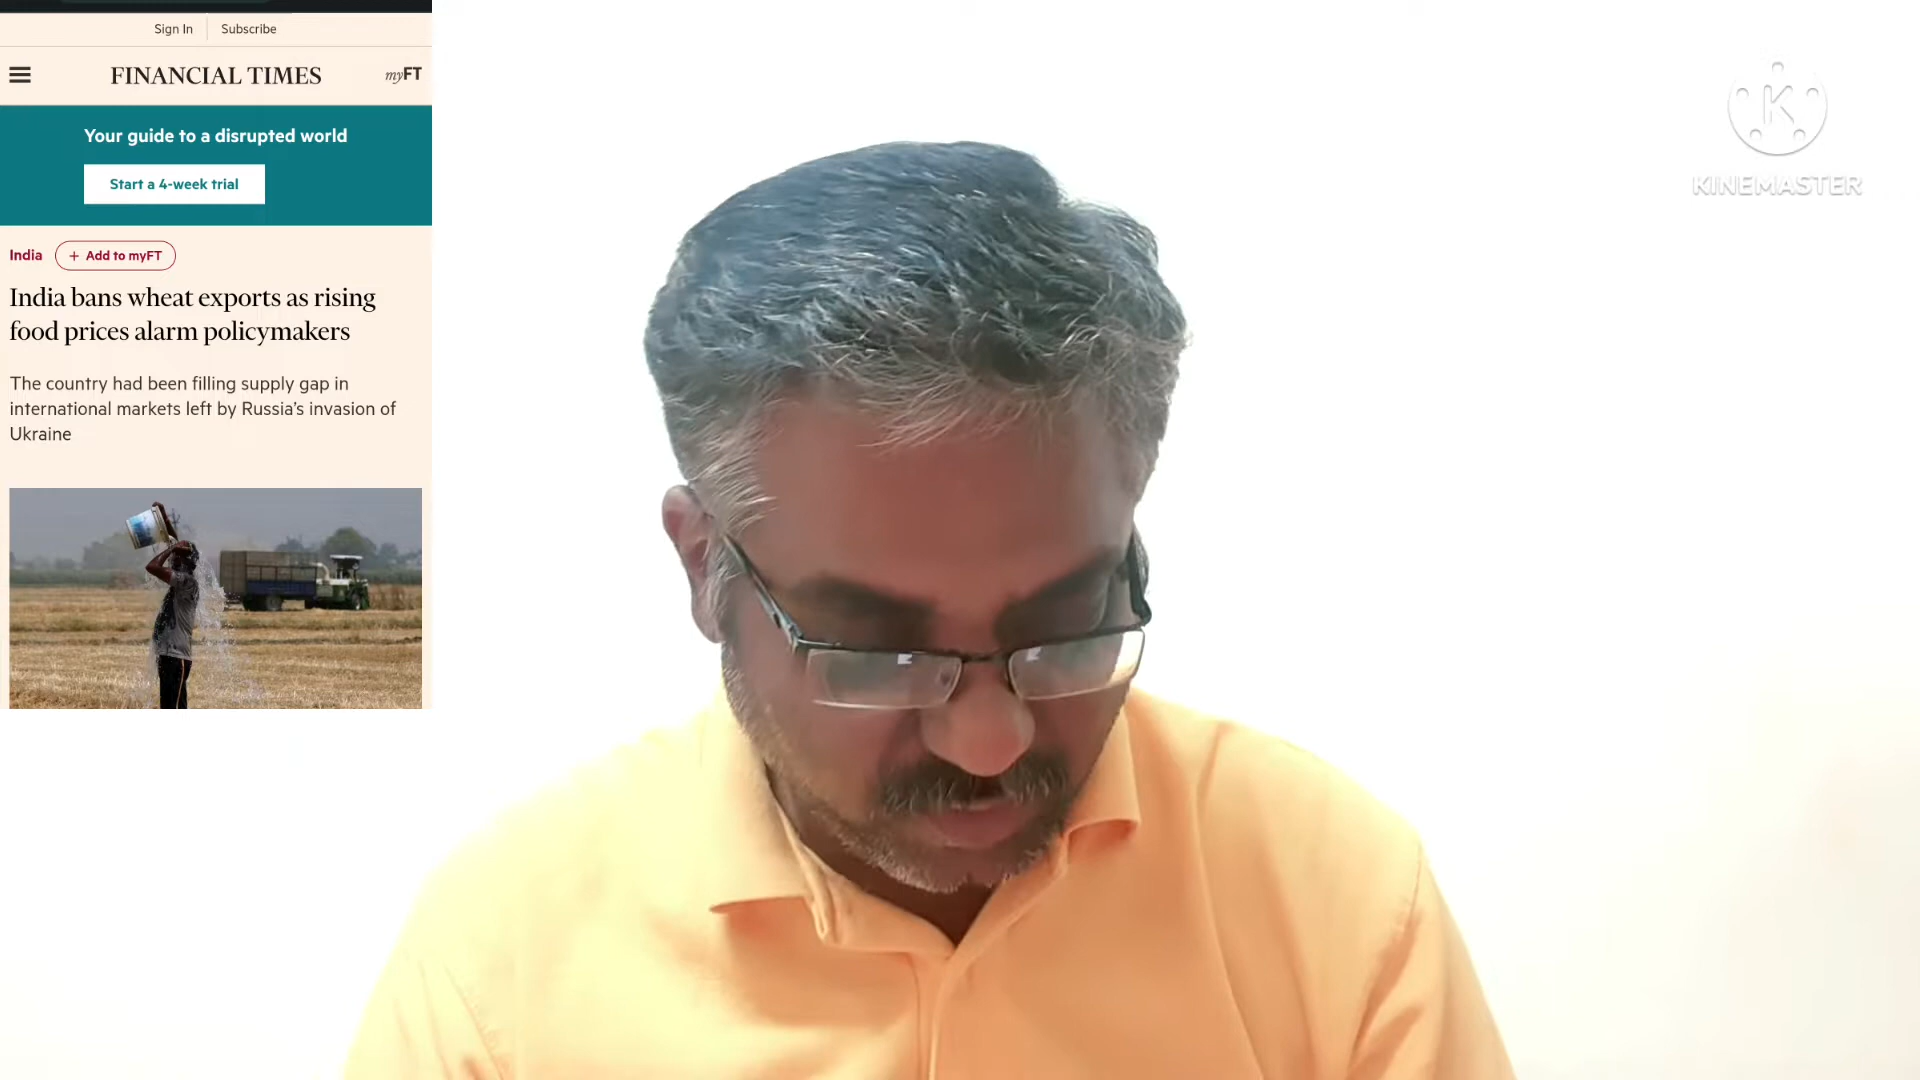 Sign In
Subscribe
FINANCIAL TIMES
myFT
Your guide to a disrupted world
Start a 4-week trial
India
+ Add to myFT
India bans wheat exports as rising
food prices alarm policymakers
The country had been filling supply gap in
international markets left by Russia's invasion of
Ukraine
K
KINEMASTER